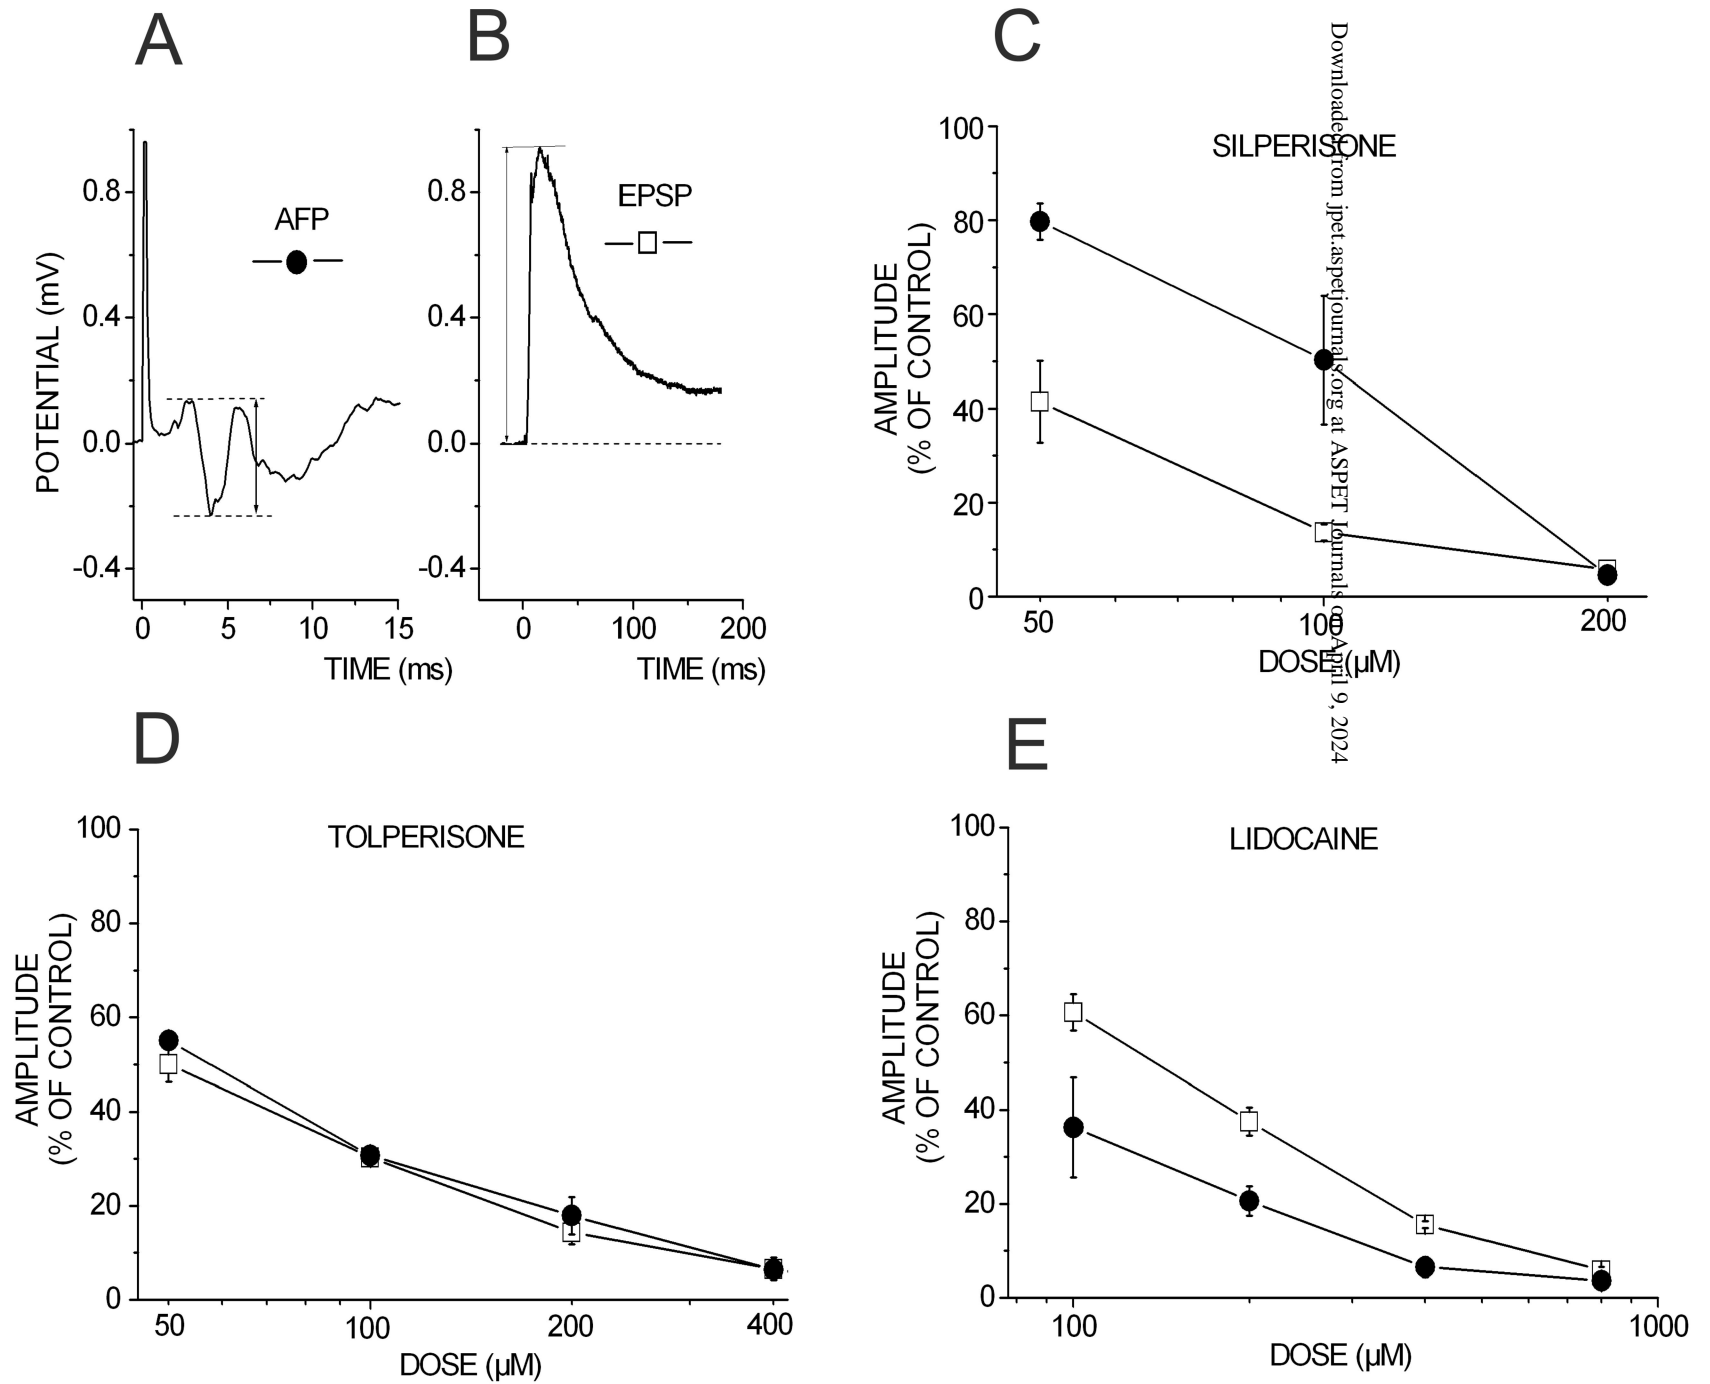 A
B
C
Downloaded from jpet.aspetjournals.org at ASPET Journals on April 9, 2024
POTENTIAL (mV)
0.8
0.4
0.0
-0.4
AFP
0
5
10
15
TIME (ms)
0.8
0.4
0.0
-0.4
EPSP
0
100
200
TIME (ms)
SILPERISONE
AMPLITUDE
(% OF CONTROL)
100
80
60
40
20
0
50
100
200
DOSE (µM)
D
TOLPERISONE
AMPLITUDE
(% OF CONTROL)
100
80
60
40
20
0
50
100
200
400
DOSE (µM)
E
LIDOCAINE
AMPLITUDE
(% OF CONTROL)
100
80
60
40
20
0
100
1000
DOSE (µM)